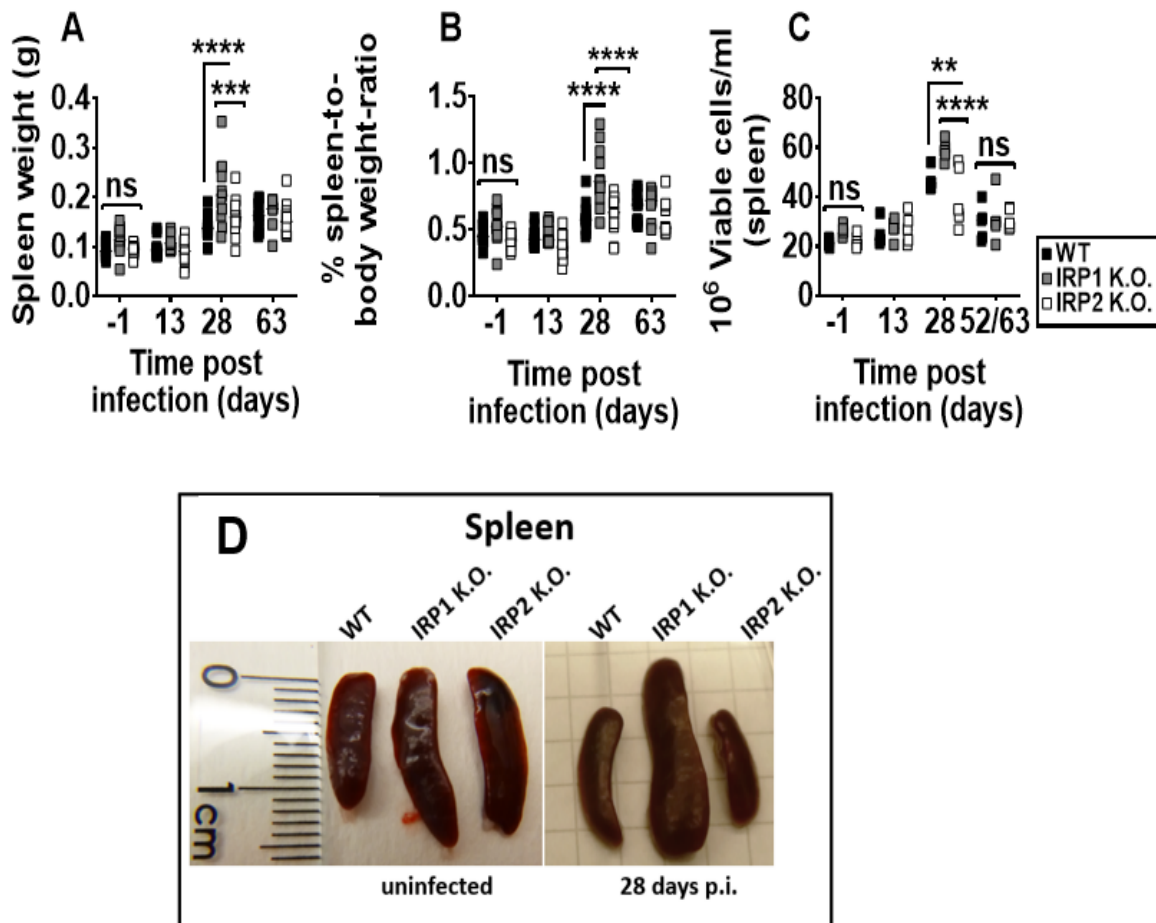 A
Spleen weight (g)
****
***
ns
0.4
0.3
0.2
0.1
0.0
-1 13 28 63
Time post
infection (days)
B
% spleen-to-
body weight-ratio
****
****
ns
1.5
1.0
0.5
0.0
-1 13 28 63
Time post
infection (days)
C
10⁶ Viable cells/ml
(spleen)
**
****
ns
ns
80
60
40
20
0
-1 13 28 52/63
Time post
infection (days)
WT
IRP1 K.O.
IRP2 K.O.
D
Spleen
WT IRP1 K.O. IRP2 K.O. WT IRP1 K.O. IRP2 K.O.
0
1
cm
uninfected 28 days p.i.